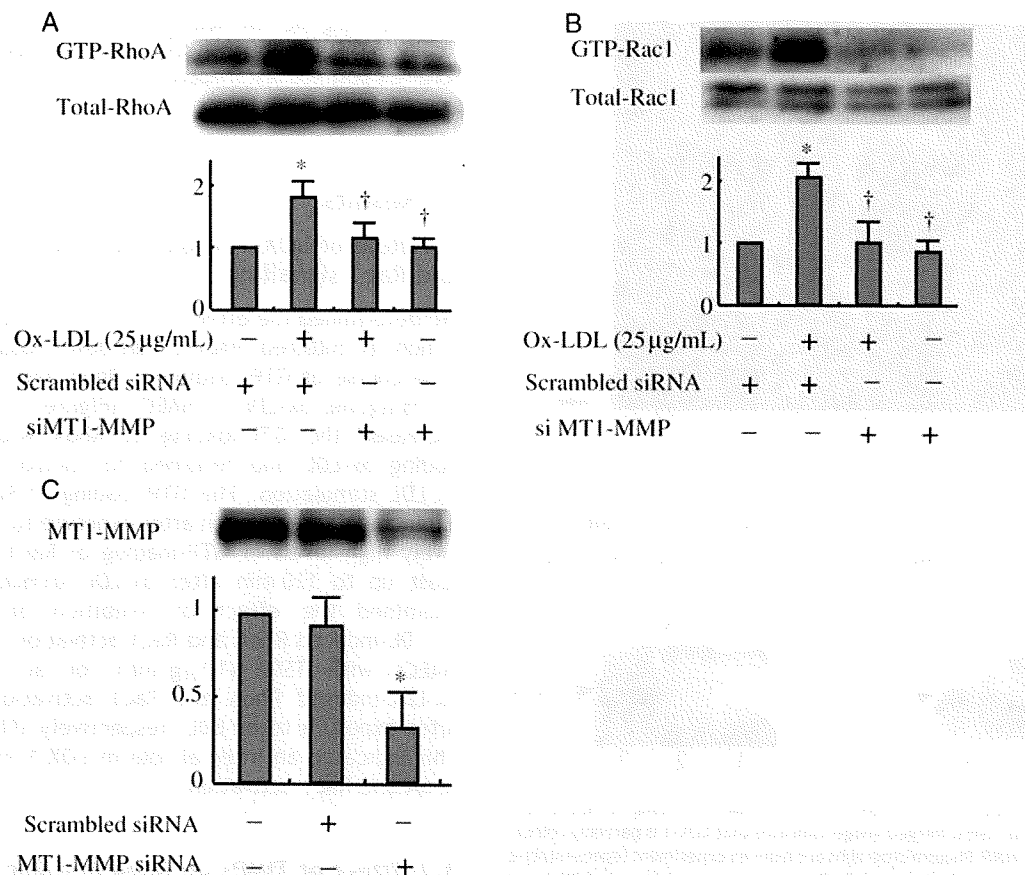 A
GTP-RhoA
Total-RhoA
2
*
†
†
1
0
Ox-LDL (25µg/mL) − + + −
Scrambled siRNA + + − −
siMT1-MMP − − + +
B
GTP-Rac1
Total-Rac1
2
*
†
†
1
0
Ox-LDL (25µg/mL) − + + −
Scrambled siRNA + + − −
si MT1-MMP − − + +
C
MT1-MMP
1
0.5
*
0
Scrambled siRNA − + −
MT1-MMP siRNA − − +